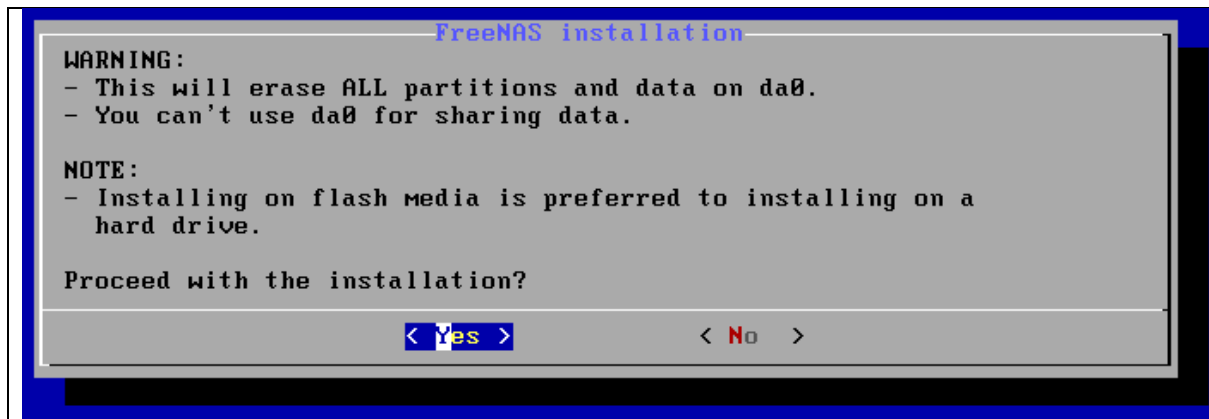 FreeNAS installation
WARNING:
- This will erase ALL partitions and data on da0.
- You can't use da0 for sharing data.
NOTE:
- Installing on flash media is preferred to installing on a
hard drive.
Proceed with the installation?
< Yes > < No >